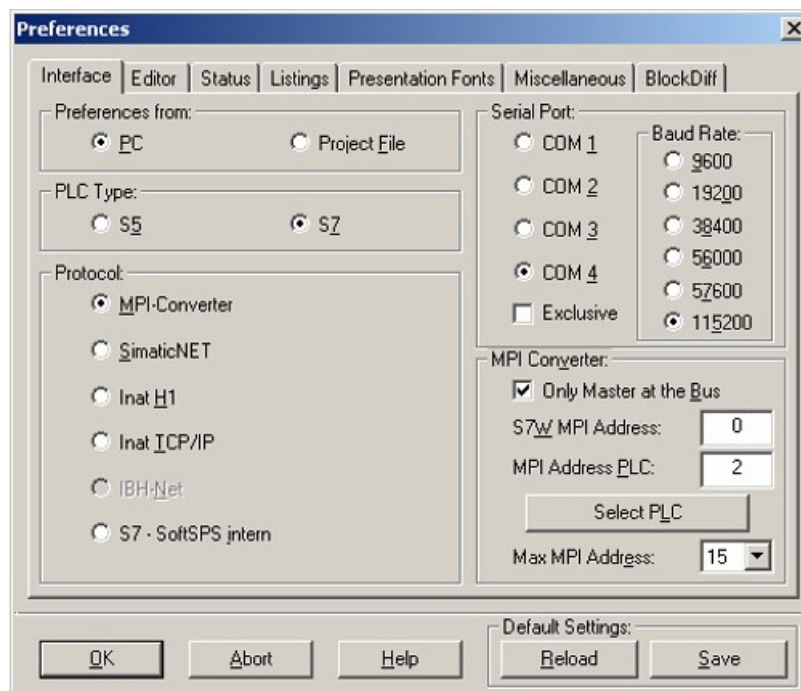 Preferences
Interface Editor Status Listings Presentation Fonts Miscellaneous BlockDiff
Preferences from:
PC Project File
PLC Type:
S5 S7
Protocol:
MPI-Converter
SimaticNET
Inat H1
Inat TCP/IP
IBH-Net
S7 - SoftSPS intern
Serial Port:
COM 1
COM 2
COM 3
COM 4
Exclusive
Baud Rate:
9600
19200
38400
56000
57600
115200
MPI Converter:
Only Master at the Bus
S7W MPI Address: 0
MPI Address PLC: 2
Select PLC
Max MPI Address: 15
OK Abort Help
Default Settings:
Reload Save